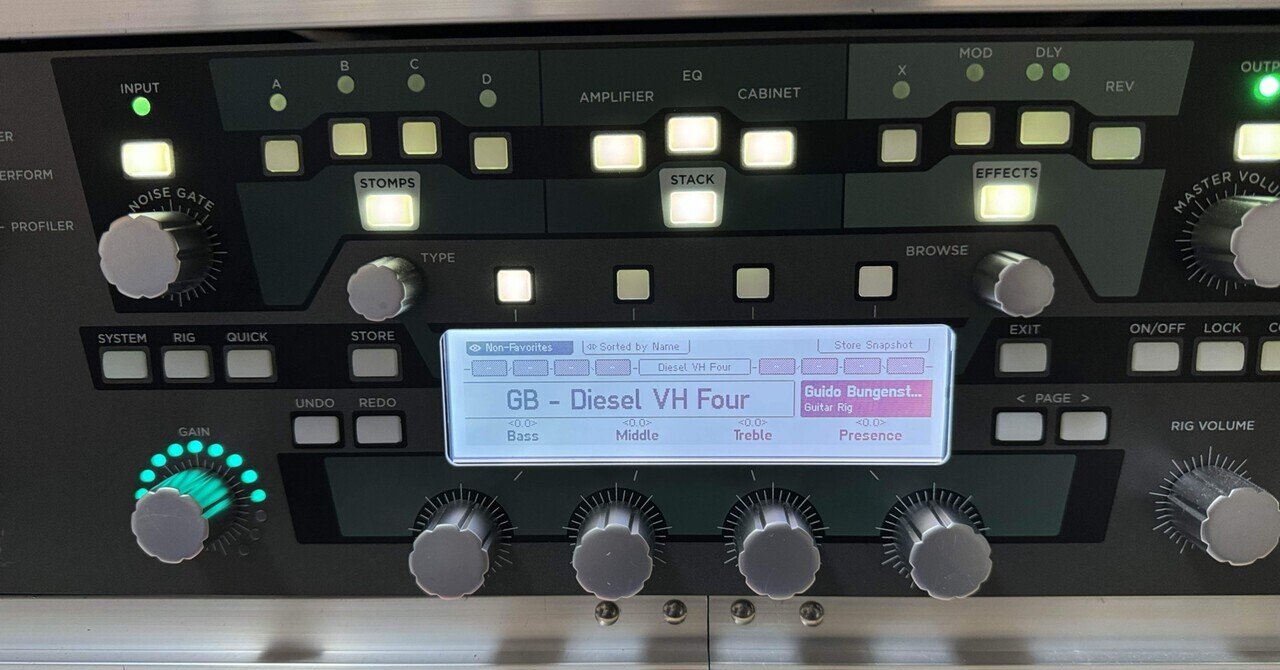 INPUT
A
B
C
D
AMPLIFIER
EQ
CABINET
X
MOD
DLY
REV
NOISE GATE
STOMPS
STACK
EFFECTS
MASTER
PROFILER
TYPE
BROWSE
SYSTEM
RIG
QUICK
STORE
EXIT
ON/OFF
LOCK
UNDO
REDO
< PAGE >
GAIN
RIG VOLUME
Non-Favorites
Sorted by Name
Store Snapshot
Diesel VH Four
GB - Diesel VH Four
Guido Bungenst...
Guitar Rig
<0.0>
<0.0>
<0.0>
<0.0>
Bass
Middle
Treble
Presence